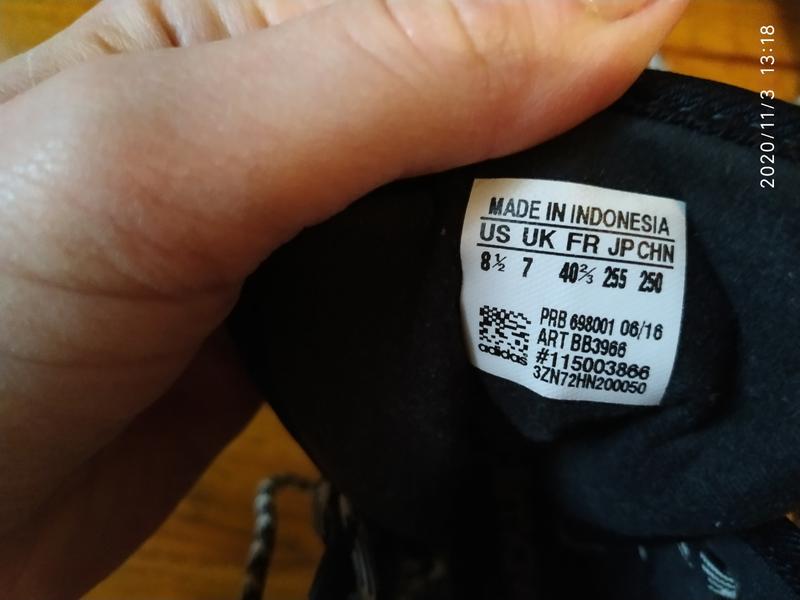 MADE IN INDONESIA
US UK FR JP CHN
8½ 7 40⅔ 255 250
PRB 698001 06/16
ART BB3966
#115003866
3ZN72HN200050
adidas
2020/11/3 13:18